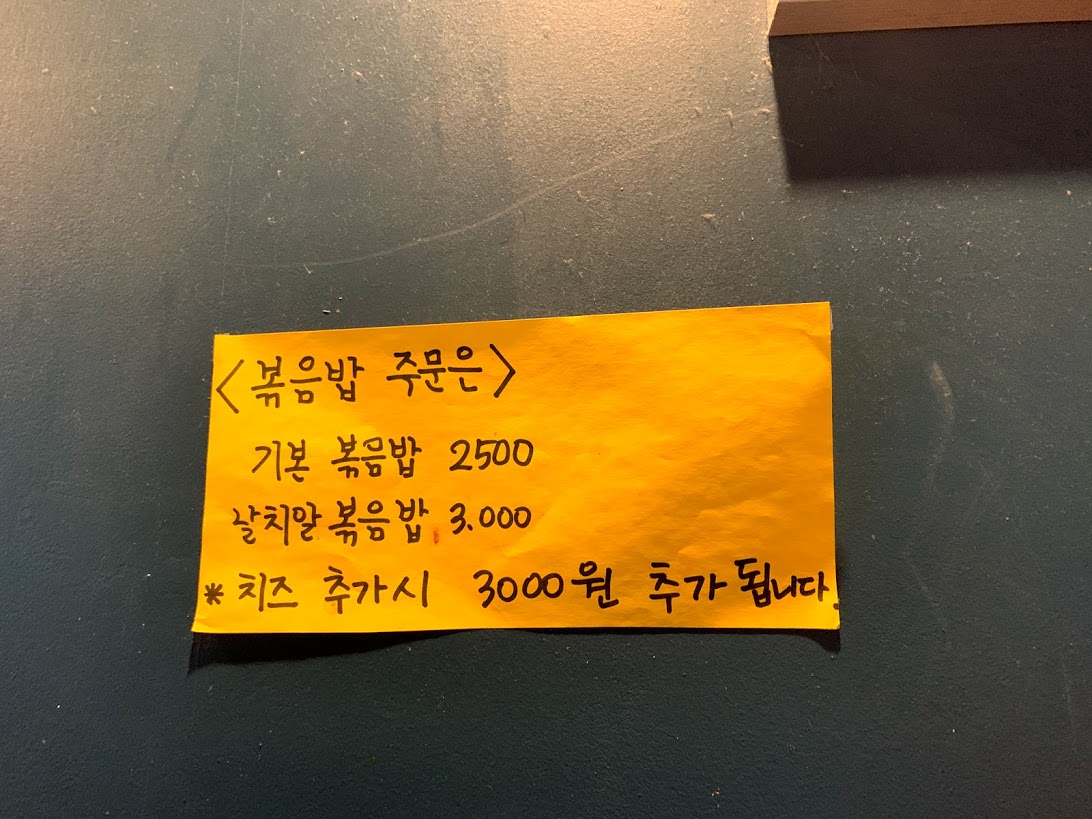 <볶음밥 주문은>
기본 볶음밥 2500
날치알 볶음밥 3.000
* 치즈 추가시 3000원 추가 됩니다.